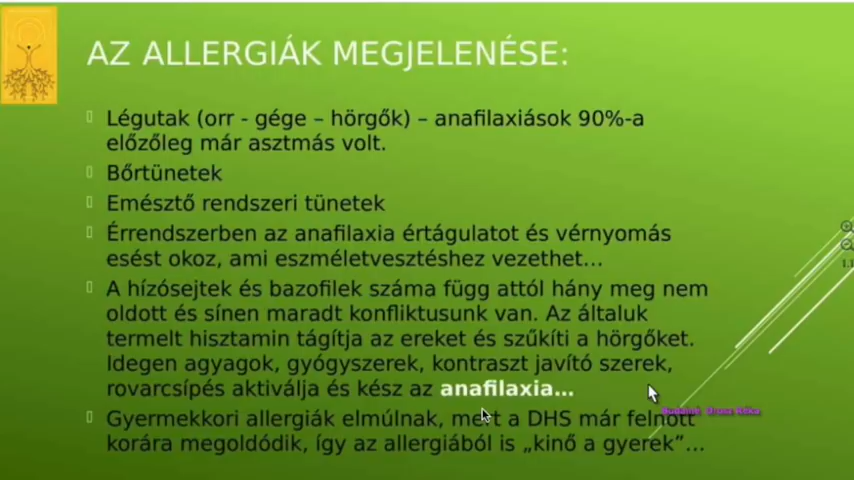 AZ ALLERGIÁK MEGJELENÉSE:
Légutak (orr - gége – hörgők) – anafilaxiások 90%-a
előzőleg már asztmás volt.
Bőrtünetek
Emésztő rendszeri tünetek
Érrendszerben az anafilaxia értágulatot és vérnyomás
esést okoz, ami eszméletvesztéshez vezethet…
A hízósejtek és bazofilek száma függ attól hány meg nem
oldott és sínen maradt konfliktusunk van. Az általuk
termelt hisztamin tágítja az ereket és szűkíti a hörgőket.
Idegen agyagok, gyógyszerek, kontraszt javító szerek,
rovarcsípés aktiválja és kész az anafilaxia…
Gyermekkori allergiák elmúlnak, mert a DHS már felnőtt
korára megoldódik, így az allergiából is „kinő a gyerek”…